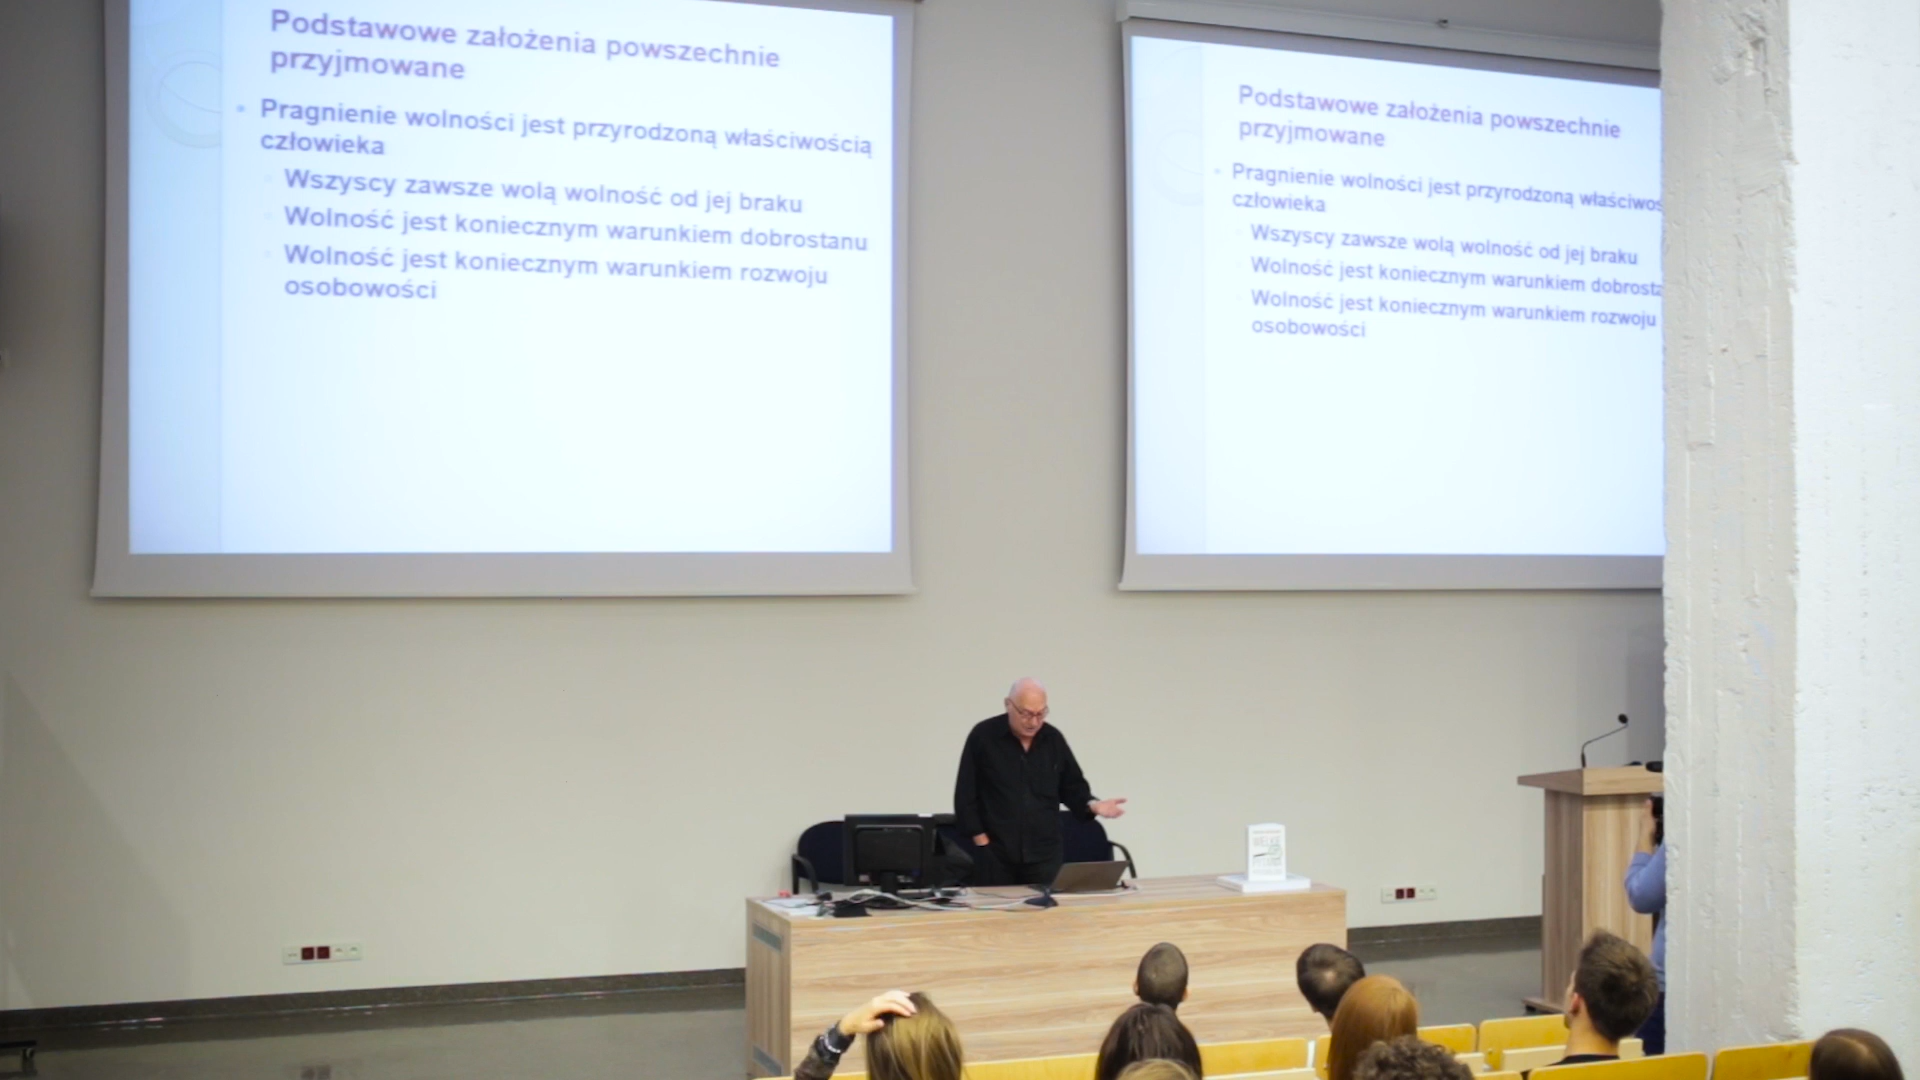 Podstawowe założenia powszechnie
przyjmowane
Pragnienie wolności jest przyrodzoną właściwością
człowieka
Wszyscy zawsze wolą wolność od jej braku
Wolność jest koniecznym warunkiem dobrostanu
Wolność jest koniecznym warunkiem rozwoju
osobowości
Podstawowe założenia powszechnie
przyjmowane
Pragnienie wolności jest przyrodzoną właściwoś
człowieka
Wszyscy zawsze wolą wolność od jej braku
Wolność jest koniecznym warunkiem dobrosta
Wolność jest koniecznym warunkiem rozwoju
osobowości